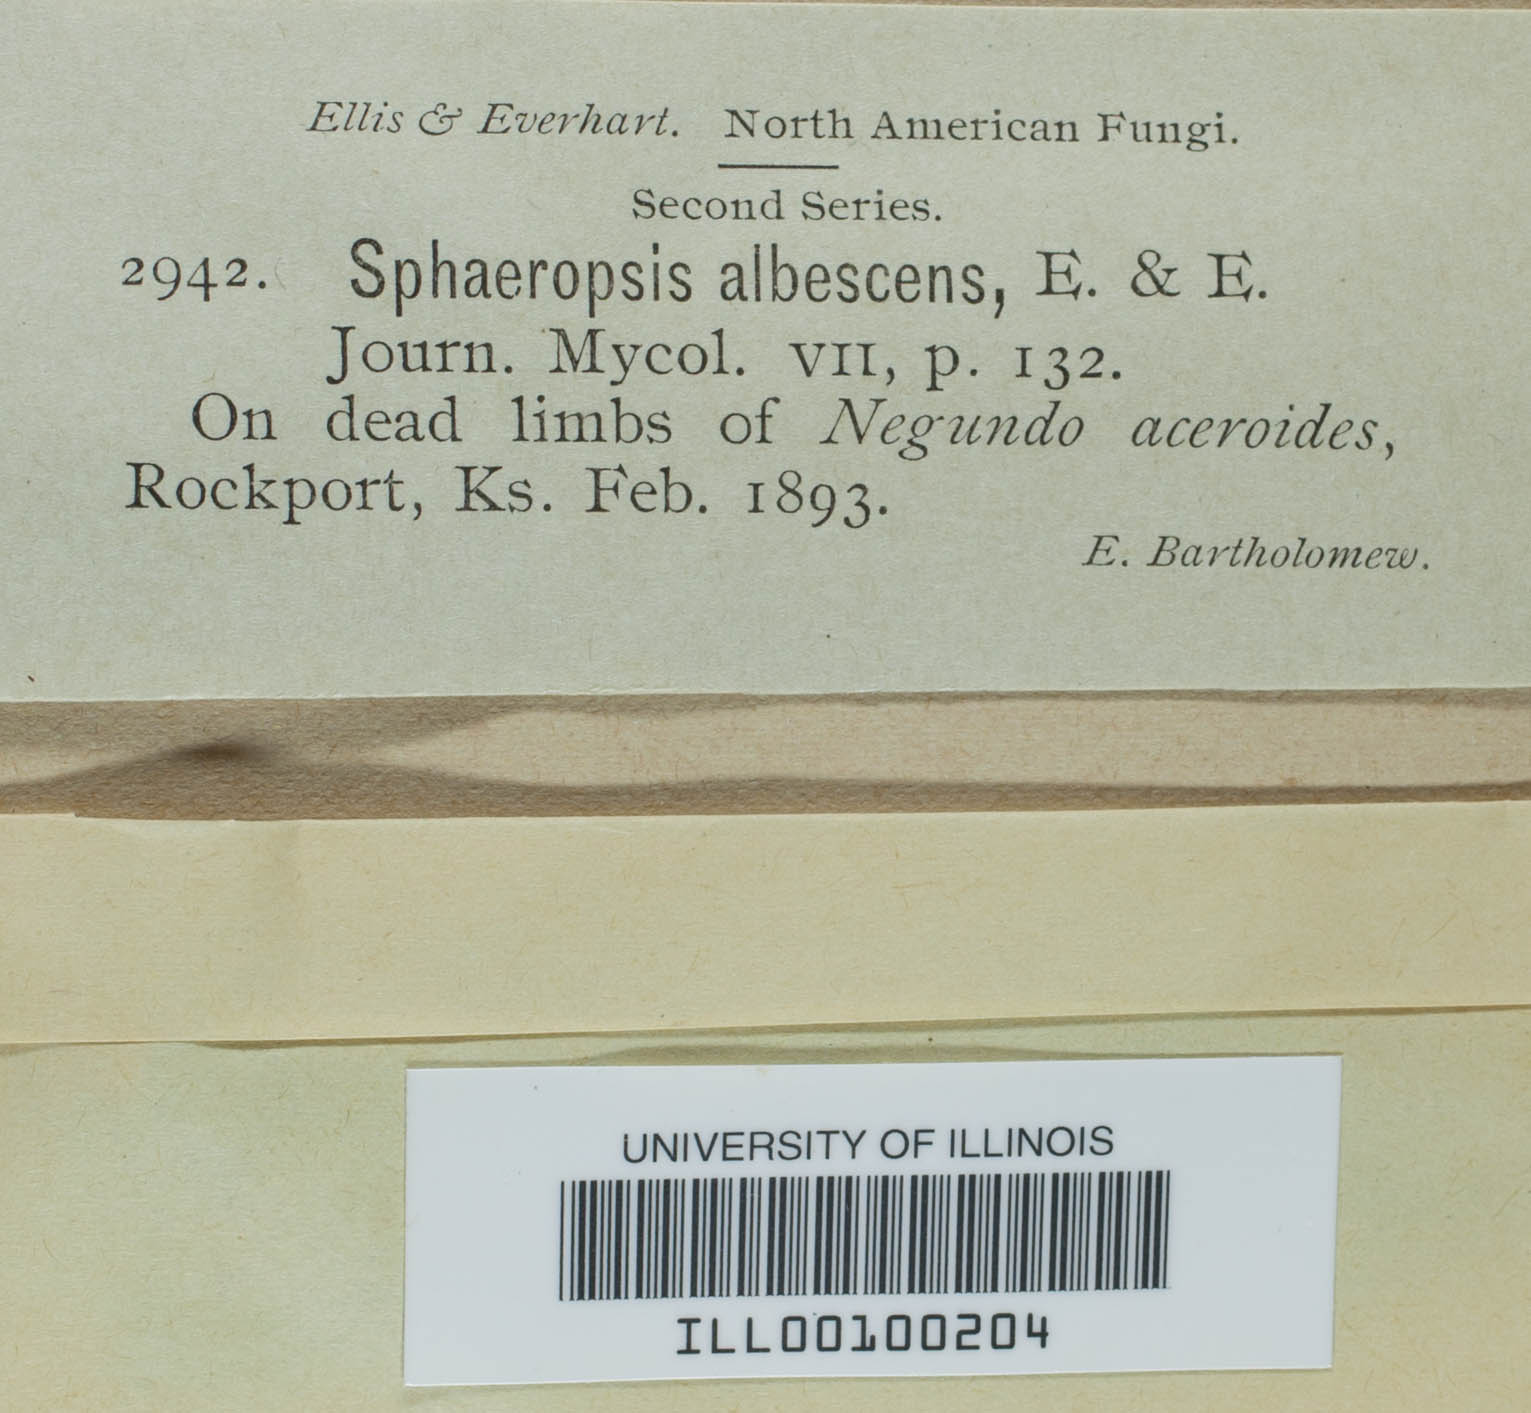 Ellis & Everhart. North American Fungi.
Second Series.
2942. Sphaeropsis albescens, E. & E.
Journ. Mycol. VII, p. 132.
On dead limbs of Negundo aceroides,
Rockport, Ks. Feb. 1893.
E. Bartholomew.
UNIVERSITY OF ILLINOIS
ILL00100204